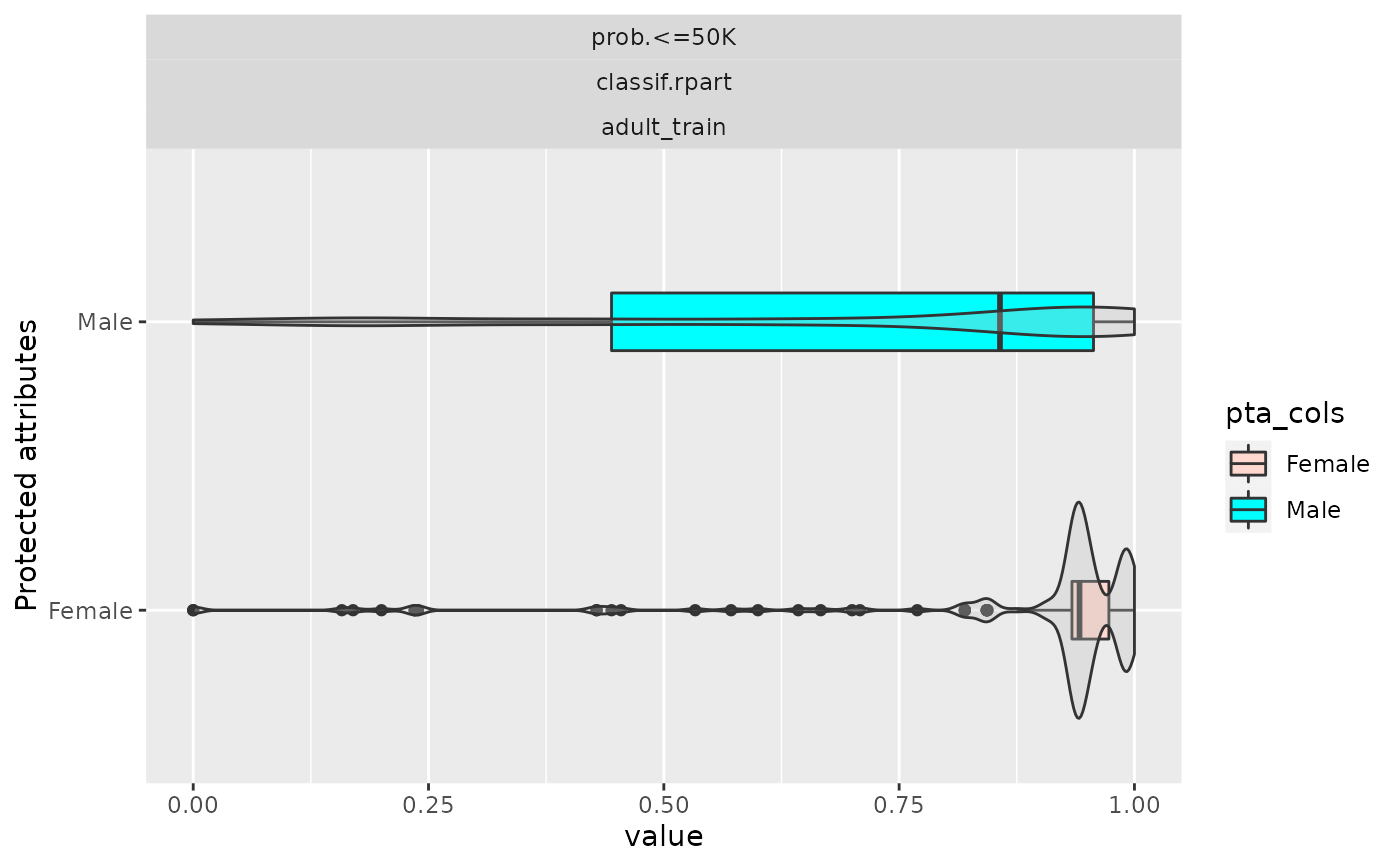 prob.<=50K
classif.rpart
adult_train
Protected attributes
Male
Female
0.00 0.25 0.50 0.75 1.00
value
pta_cols
Female
Male